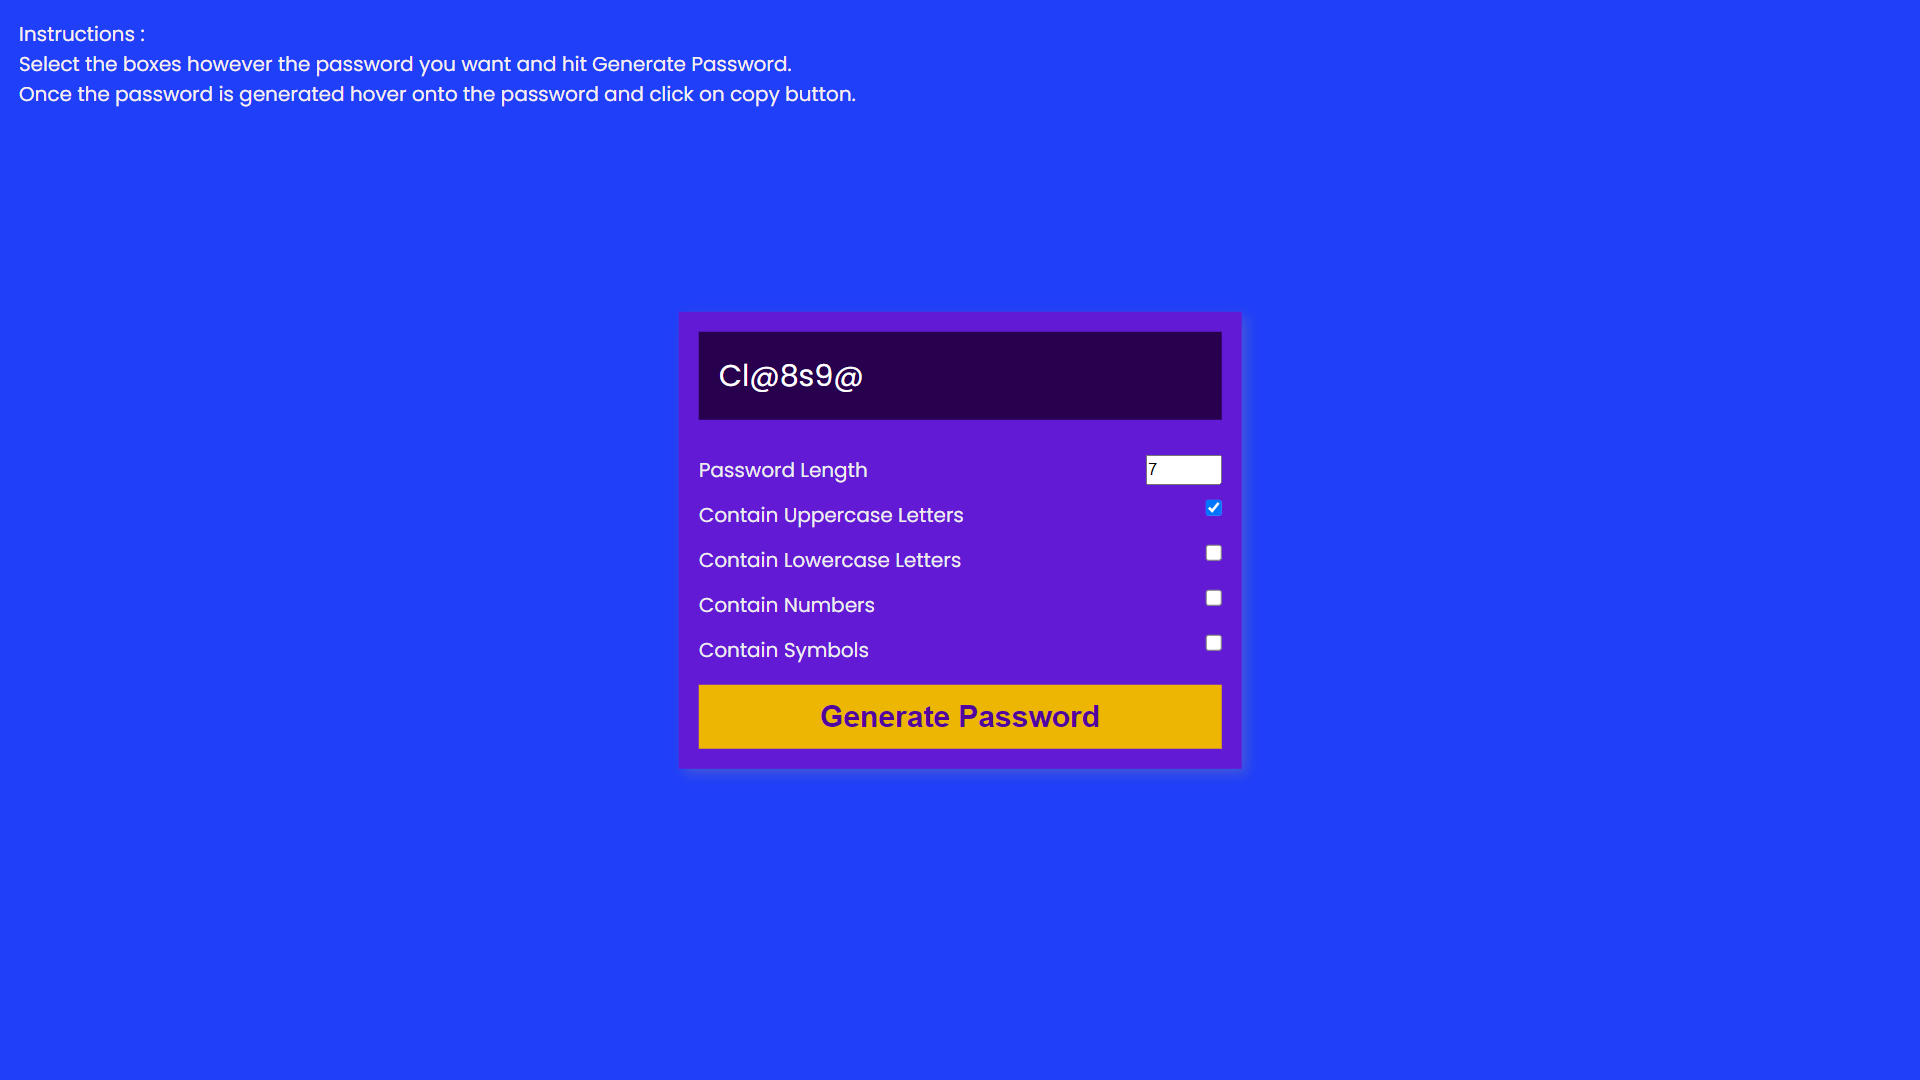 Instructions :
Select the boxes however the password you want and hit Generate Password.
Once the password is generated hover onto the password and click on copy button.
Cl@8s9@
Password Length
7
Contain Uppercase Letters
Contain Lowercase Letters
Contain Numbers
Contain Symbols
Generate Password